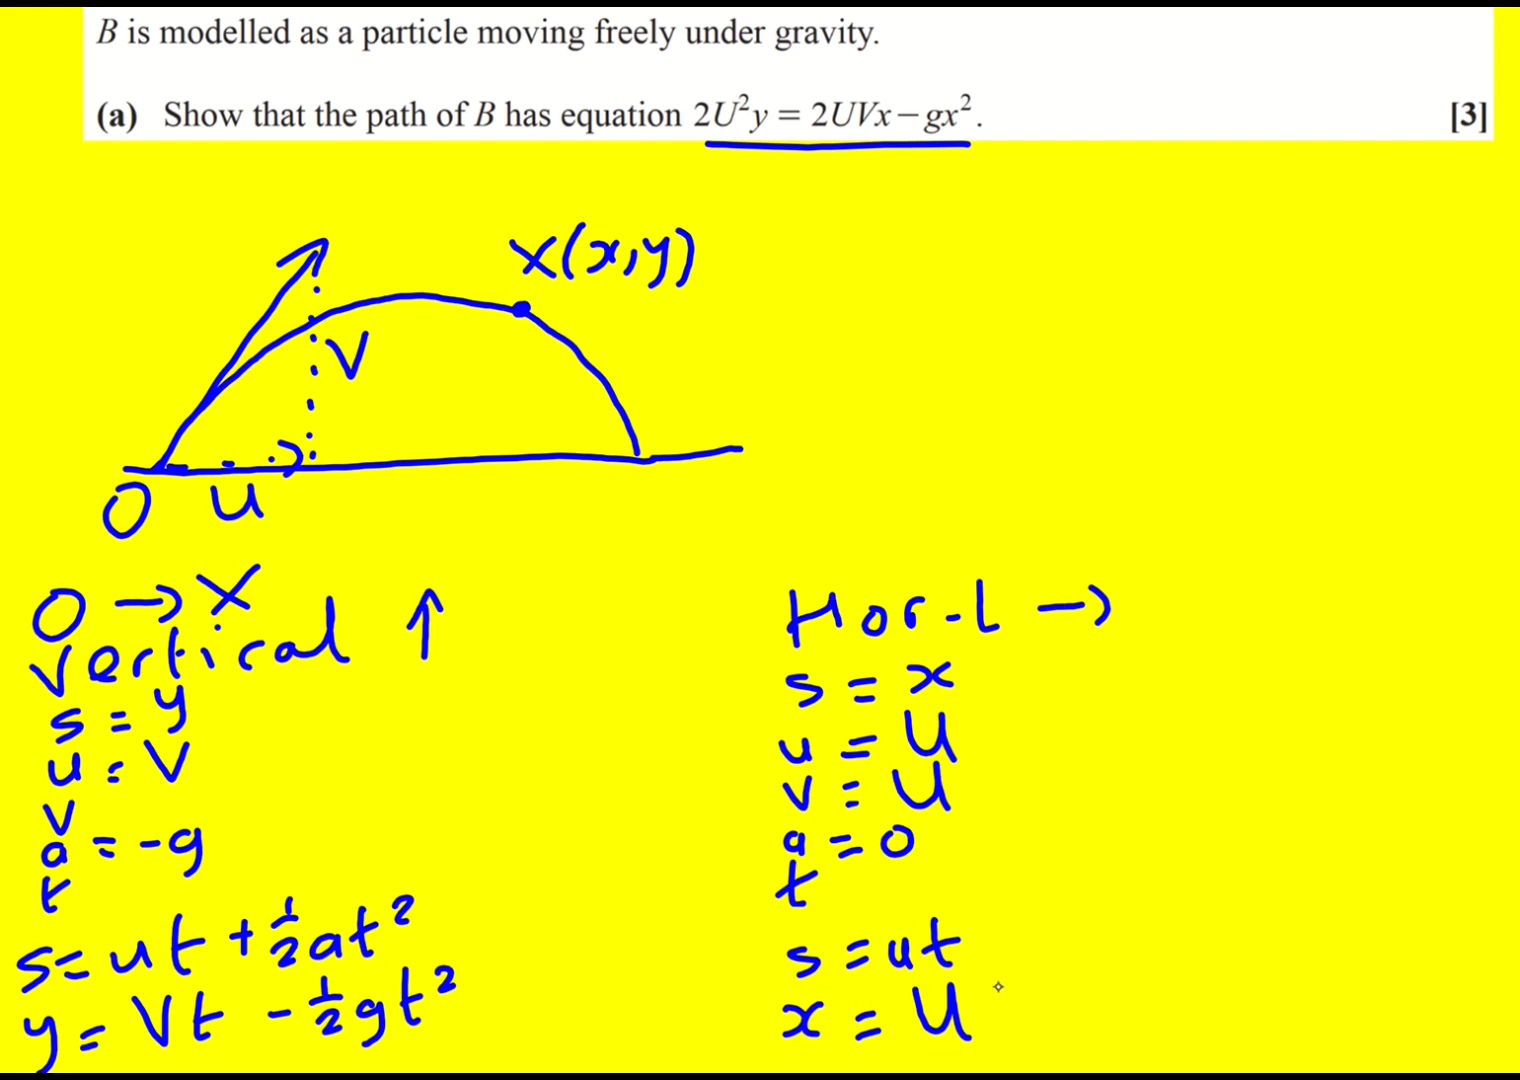 B is modelled as a particle moving freely under gravity.
(a) Show that the path of B has equation 2U²y = 2UVx – gx². [3]
X(x,y)
V
O U
O → X
Vertical ↑
s = y
u = V
v
a = -g
t
s = ut + ½at²
y = Vt - ½gt²
Hor-L →
s = x
u = U
v = U
a = 0
t
s = ut
x = U